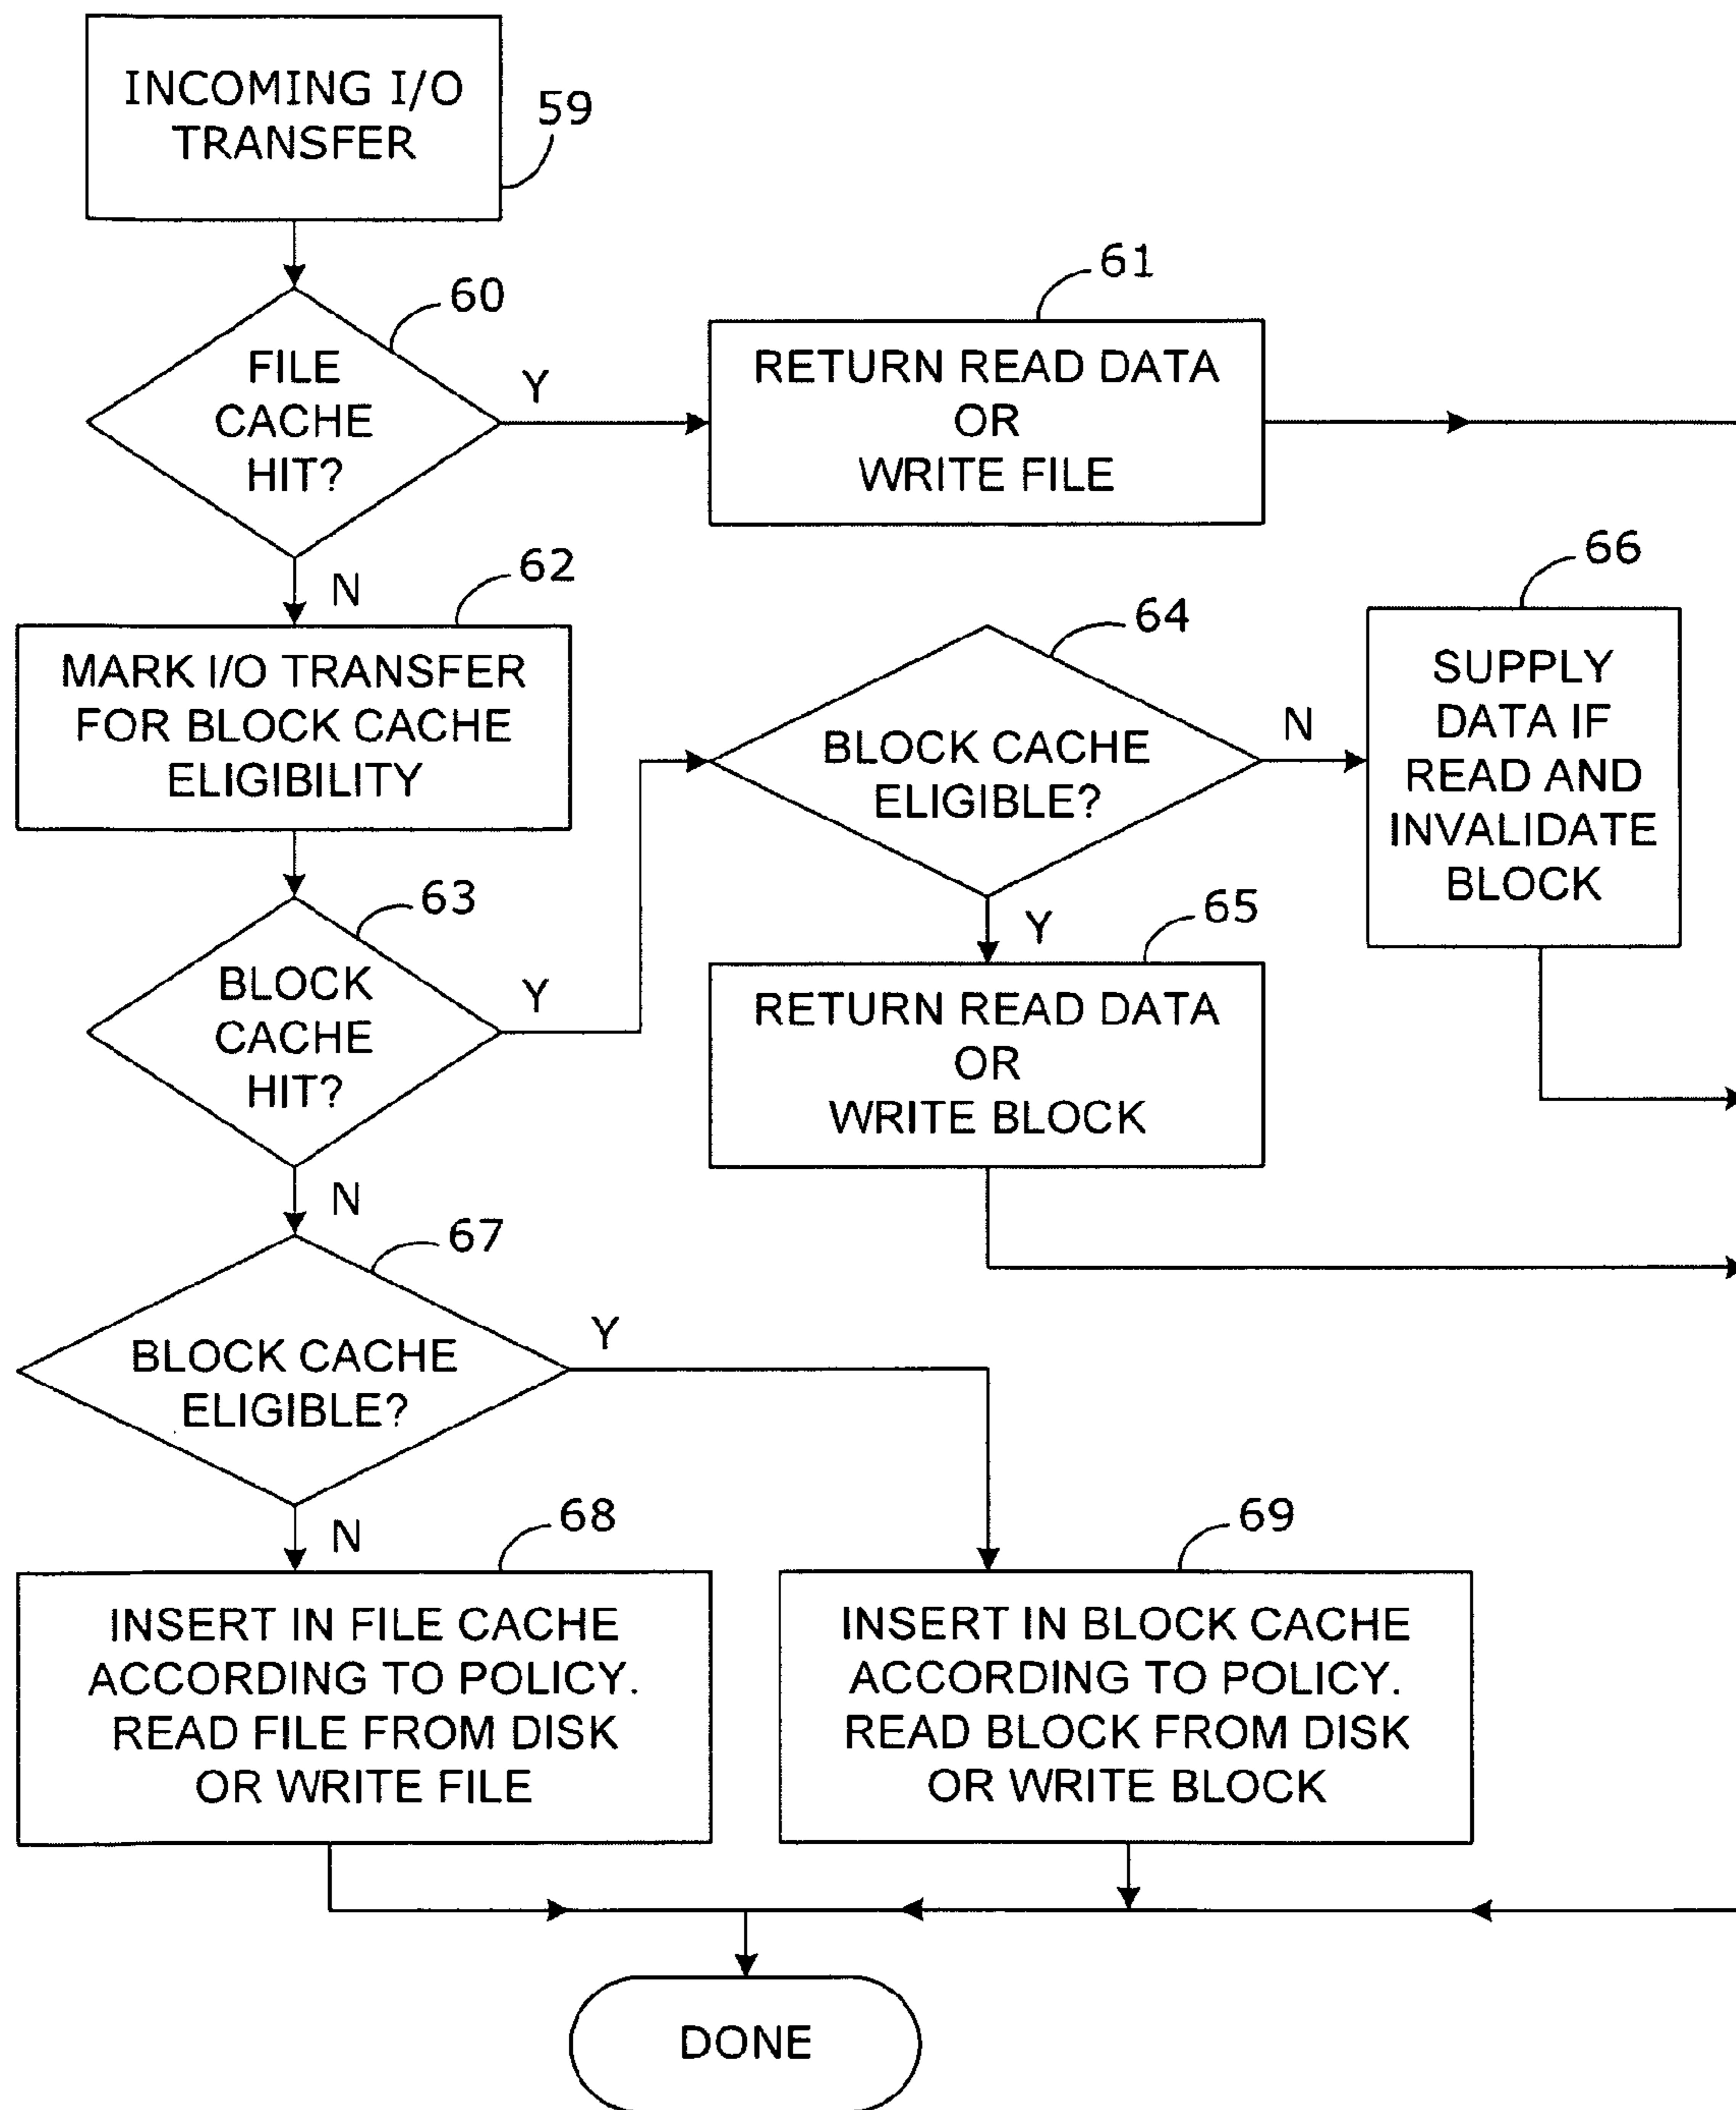 INCOMING I/O
TRANSFER
59
60
FILE
CACHE
HIT?
Y
61
RETURN READ DATA
OR
WRITE FILE
N
62
MARK I/O TRANSFER
FOR BLOCK CACHE
ELIGIBILITY
63
BLOCK
CACHE
HIT?
Y
64
BLOCK CACHE
ELIGIBLE?
N
66
SUPPLY
DATA IF
READ AND
INVALIDATE
BLOCK
Y
65
RETURN READ DATA
OR
WRITE BLOCK
N
67
BLOCK CACHE
ELIGIBLE?
Y
N
68
INSERT IN FILE CACHE
ACCORDING TO POLICY.
READ FILE FROM DISK
OR WRITE FILE
69
INSERT IN BLOCK CACHE
ACCORDING TO POLICY.
READ BLOCK FROM DISK
OR WRITE BLOCK
DONE